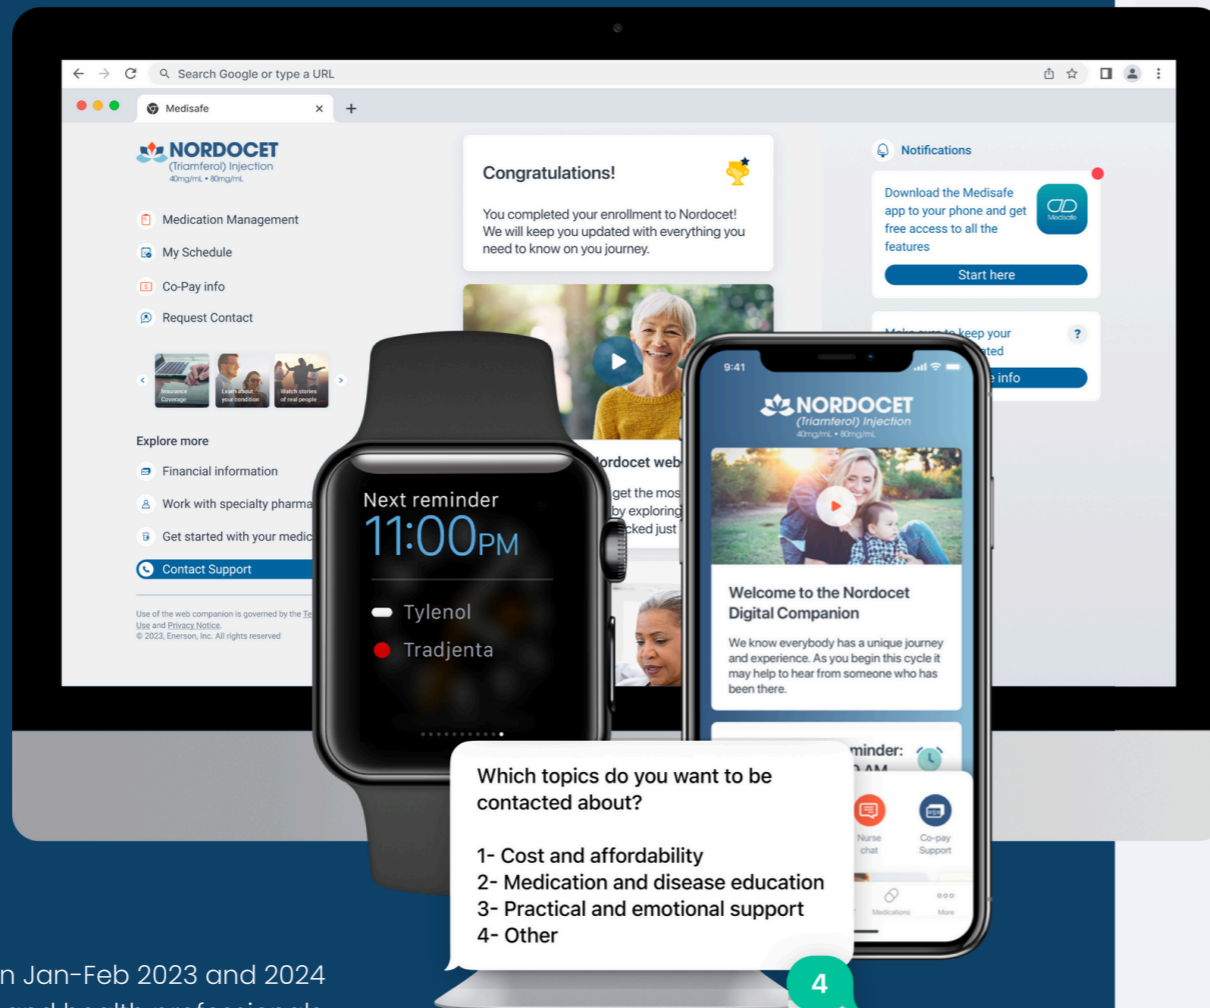 Search Google or type a URL
Medisafe
NORDOCET
(Triamferol) Injection
40mg/mL • 80mg/mL
Medication Management
My Schedule
Co-Pay info
Request Contact
Insurance
Coverage
Learn about
your condition
Watch stories
of real people
Explore more
Financial information
Work with specialty pharma
Get started with your medic
Contact Support
Use of the web companion is governed by the Te
Use and Privacy Notice.
© 2023, Enerson, Inc. All rights reserved
Congratulations!
You completed your enrollment to Nordocet!
We will keep you updated with everything you
need to know on you journey.
ordocet web
get the mos
by exploring
cked just
Notifications
Download the Medisafe
app to your phone and get
free access to all the
features
Medisafe
Start here
Make sure to keep your
ated
?
e info
Next reminder
11:00PM
Tylenol
Tradjenta
9:41
NORDOCET
(Triamferol) Injection
40mg/mL • 80mg/mL
Welcome to the Nordocet
Digital Companion
We know everybody has a unique journey
and experience. As you begin this cycle it
may help to hear from someone who has
been there.
minder:
AM
Nurse
chat
Co-pay
Support
Medications
More
Which topics do you want to be
contacted about?
1- Cost and affordability
2- Medication and disease education
3- Practical and emotional support
4- Other
4
n Jan-Feb 2023 and 2024
and health professionals